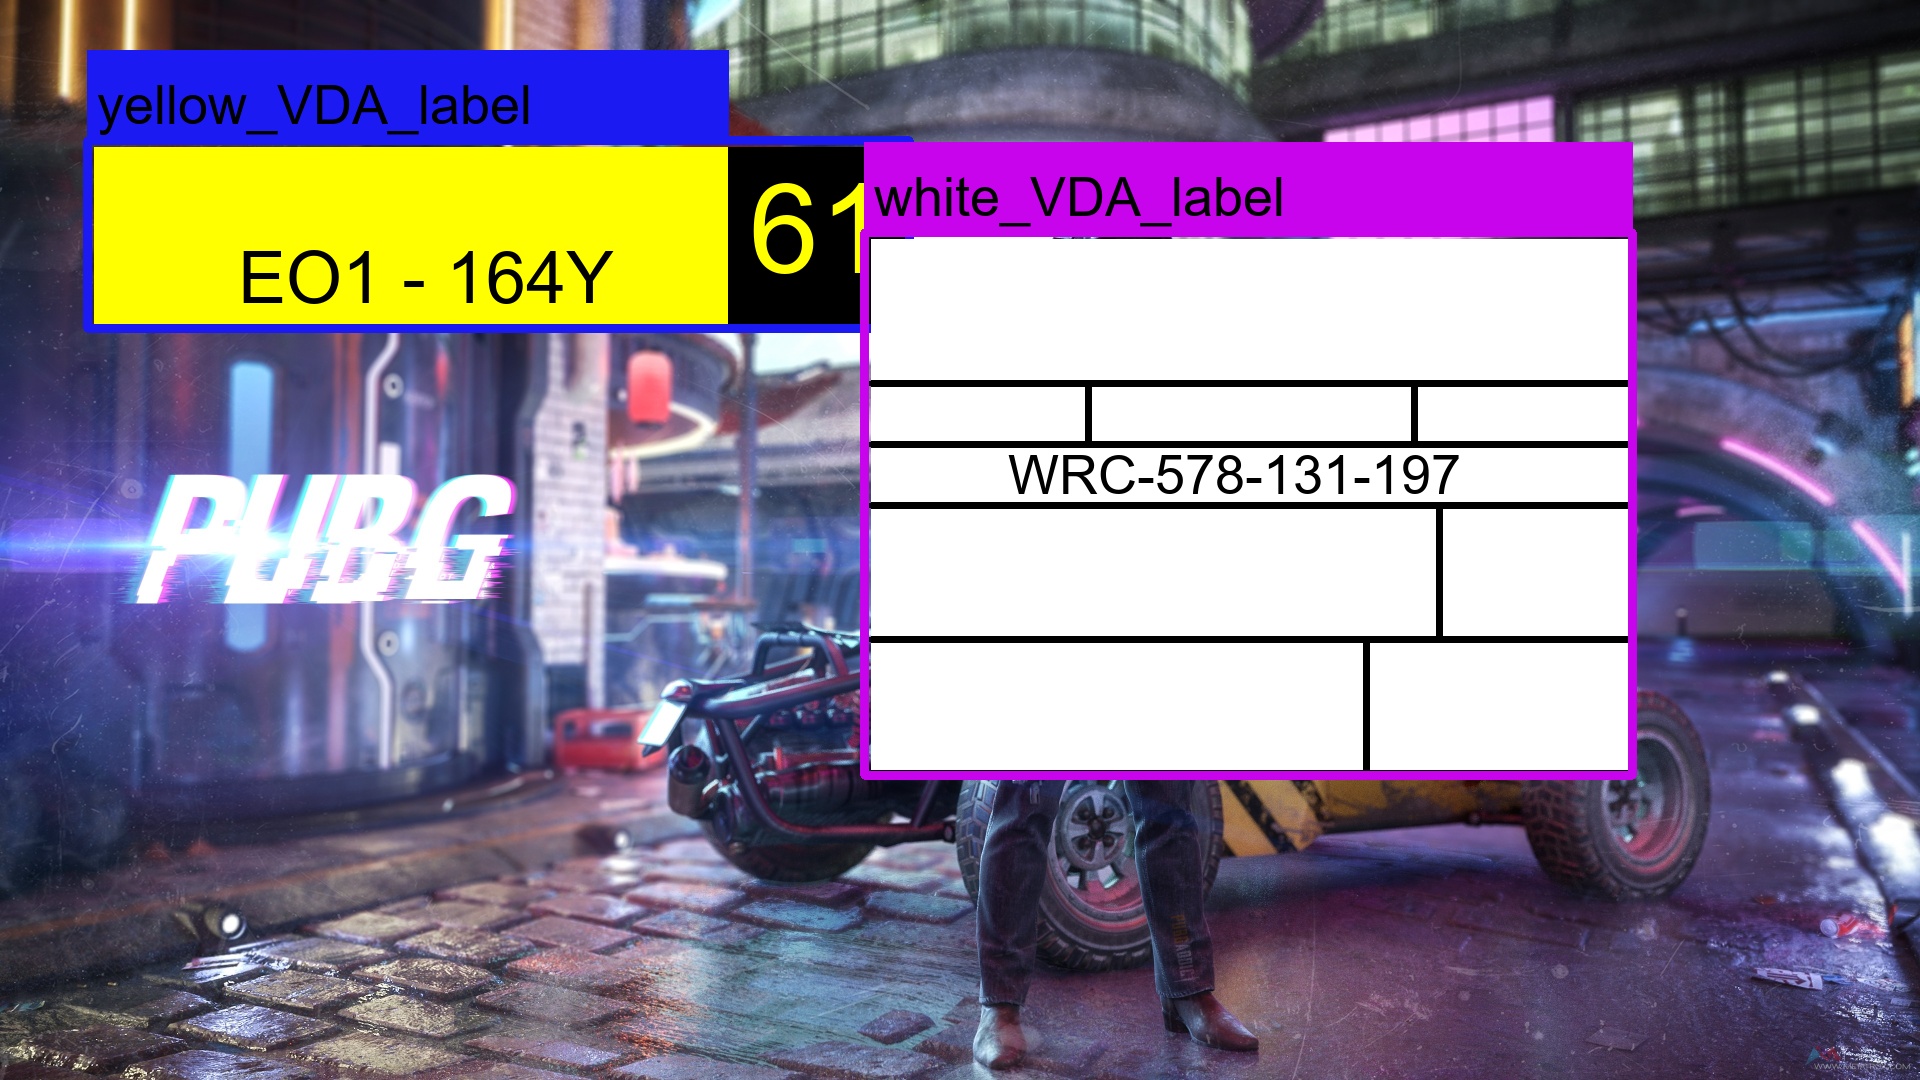 yellow_VDA_label
EO1 - 164Y
61
white_VDA_label
WRC-578-131-197
PUBG